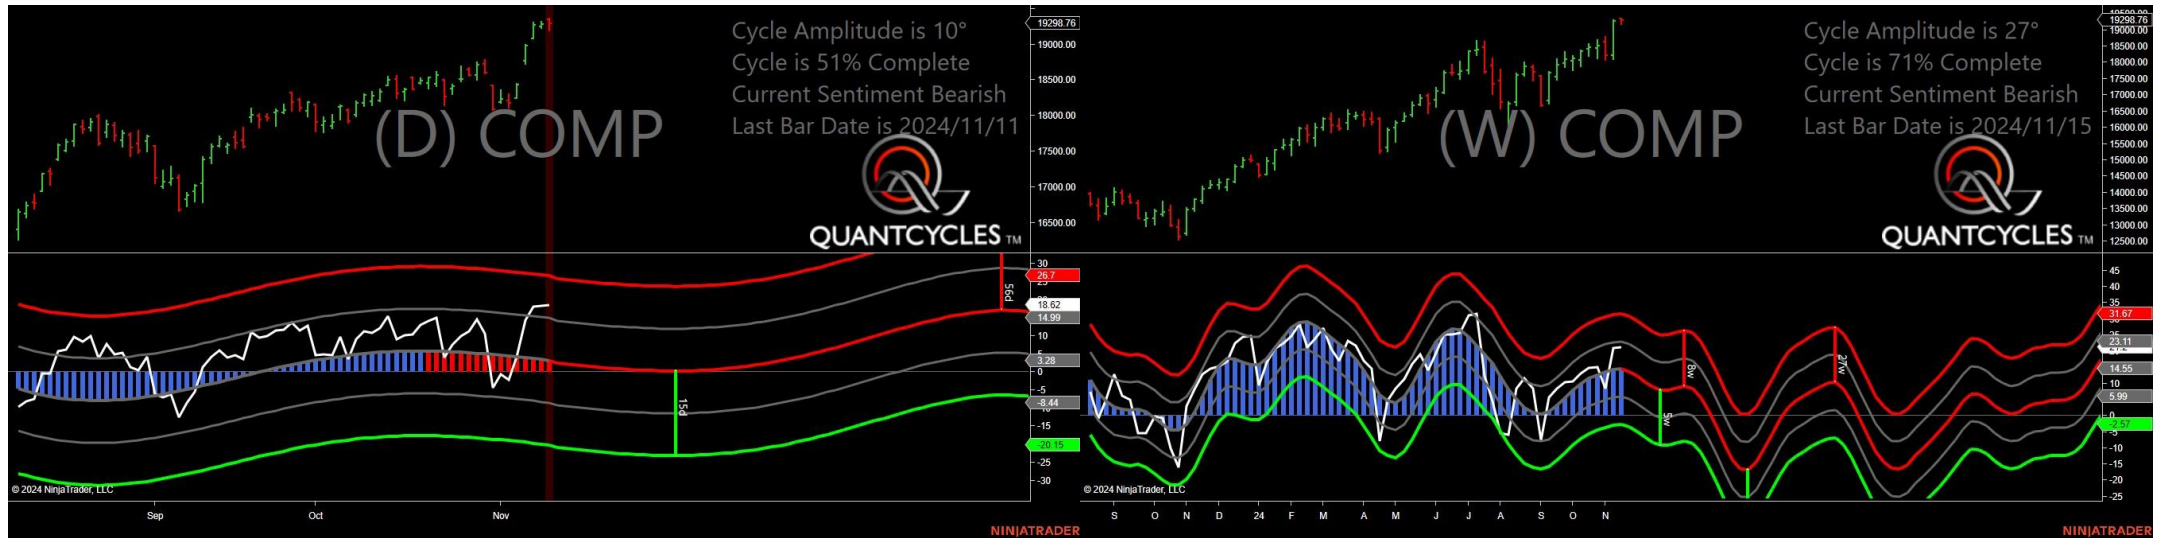 Cycle Amplitude is 10°
Cycle is 51% Complete
Current Sentiment Bearish
Last Bar Date is 2024/11/11
(D) COMP
QUANTCYCLES TM
19298.76
19000.00
18500.00
18000.00
17500.00
17000.00
16500.00
30
26.7
18.62
14.99
10
3.28
0
-5
-8.44
-20.15
-25
-30
56d
15d
© 2024 NinjaTrader, LLC
Sep
Oct
Nov
NINJATRADER
Cycle Amplitude is 27°
Cycle is 71% Complete
Current Sentiment Bearish
Last Bar Date is 2024/11/15
(W) COMP
QUANTCYCLES TM
19298.76
19000.00
18500.00
18000.00
17500.00
17000.00
16500.00
16000.00
15500.00
15000.00
14500.00
14000.00
13500.00
13000.00
12500.00
45
40
35
31.67
23.11
14.55
10
5.99
0
-2.57
-5
-10
-15
-20
-25
8w
27w
5w
© 2024 NinjaTrader, LLC
S O N D 24 F M A M J J A S O N
NINJATRADER